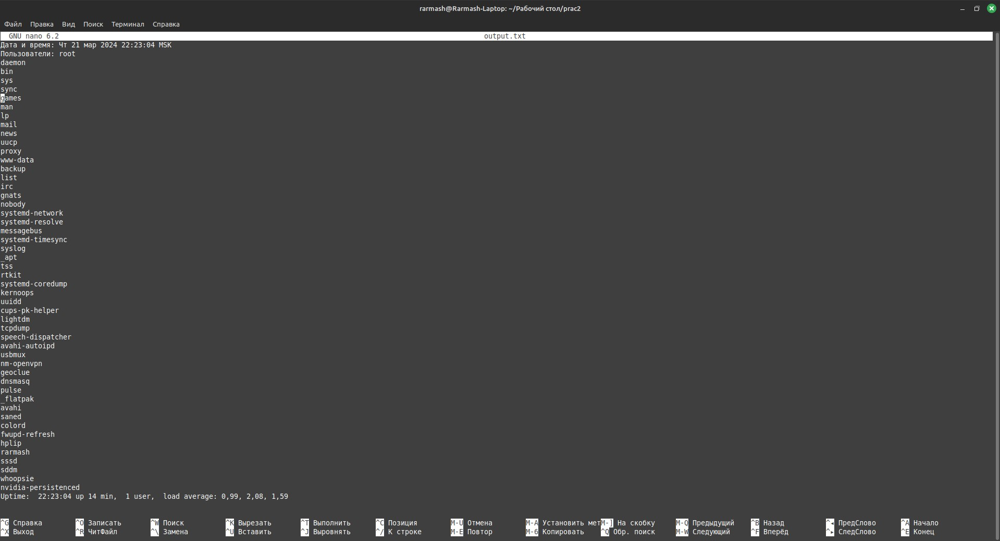 rarmash@Rarmash-Laptop: ~/Рабочий стол/prac2
Файл Правка Вид Поиск Терминал Справка
GNU nano 6.2 output.txt
Дата и время: Чт 21 мар 2024 22:23:04 MSK
Пользователи: root
daemon
bin
sys
sync
games
man
lp
mail
news
uucp
proxy
www-data
backup
list
irc
gnats
nobody
systemd-network
systemd-resolve
messagebus
systemd-timesync
syslog
_apt
tss
rtkit
systemd-coredump
kernoops
uuidd
cups-pk-helper
lightdm
tcpdump
speech-dispatcher
avahi-autoipd
usbmux
nm-openvpn
geoclue
dnsmasq
pulse
_flatpak
avahi
saned
colord
fwupd-refresh
hplip
rarmash
sssd
sddm
whoopsie
nvidia-persistenced
Uptime:  22:23:04 up 14 min,  1 user,  load average: 0,99, 2,08, 1,59
^G Справка ^O Записать ^W Поиск ^K Вырезать ^T Выполнить ^C Позиция M-U Отмена M-A Установить метM-] На скобку M-Q Предыдущий ^B Назад ^◂ ПредСлово ^A Начало
^X Выход ^R ЧитФайл ^\ Замена ^U Вставить ^J Выровнять ^/ К строке M-E Повтор M-6 Копировать ^Q Обр. поиск M-W Следующий ^F Вперёд ^▸ СледСлово ^E Конец